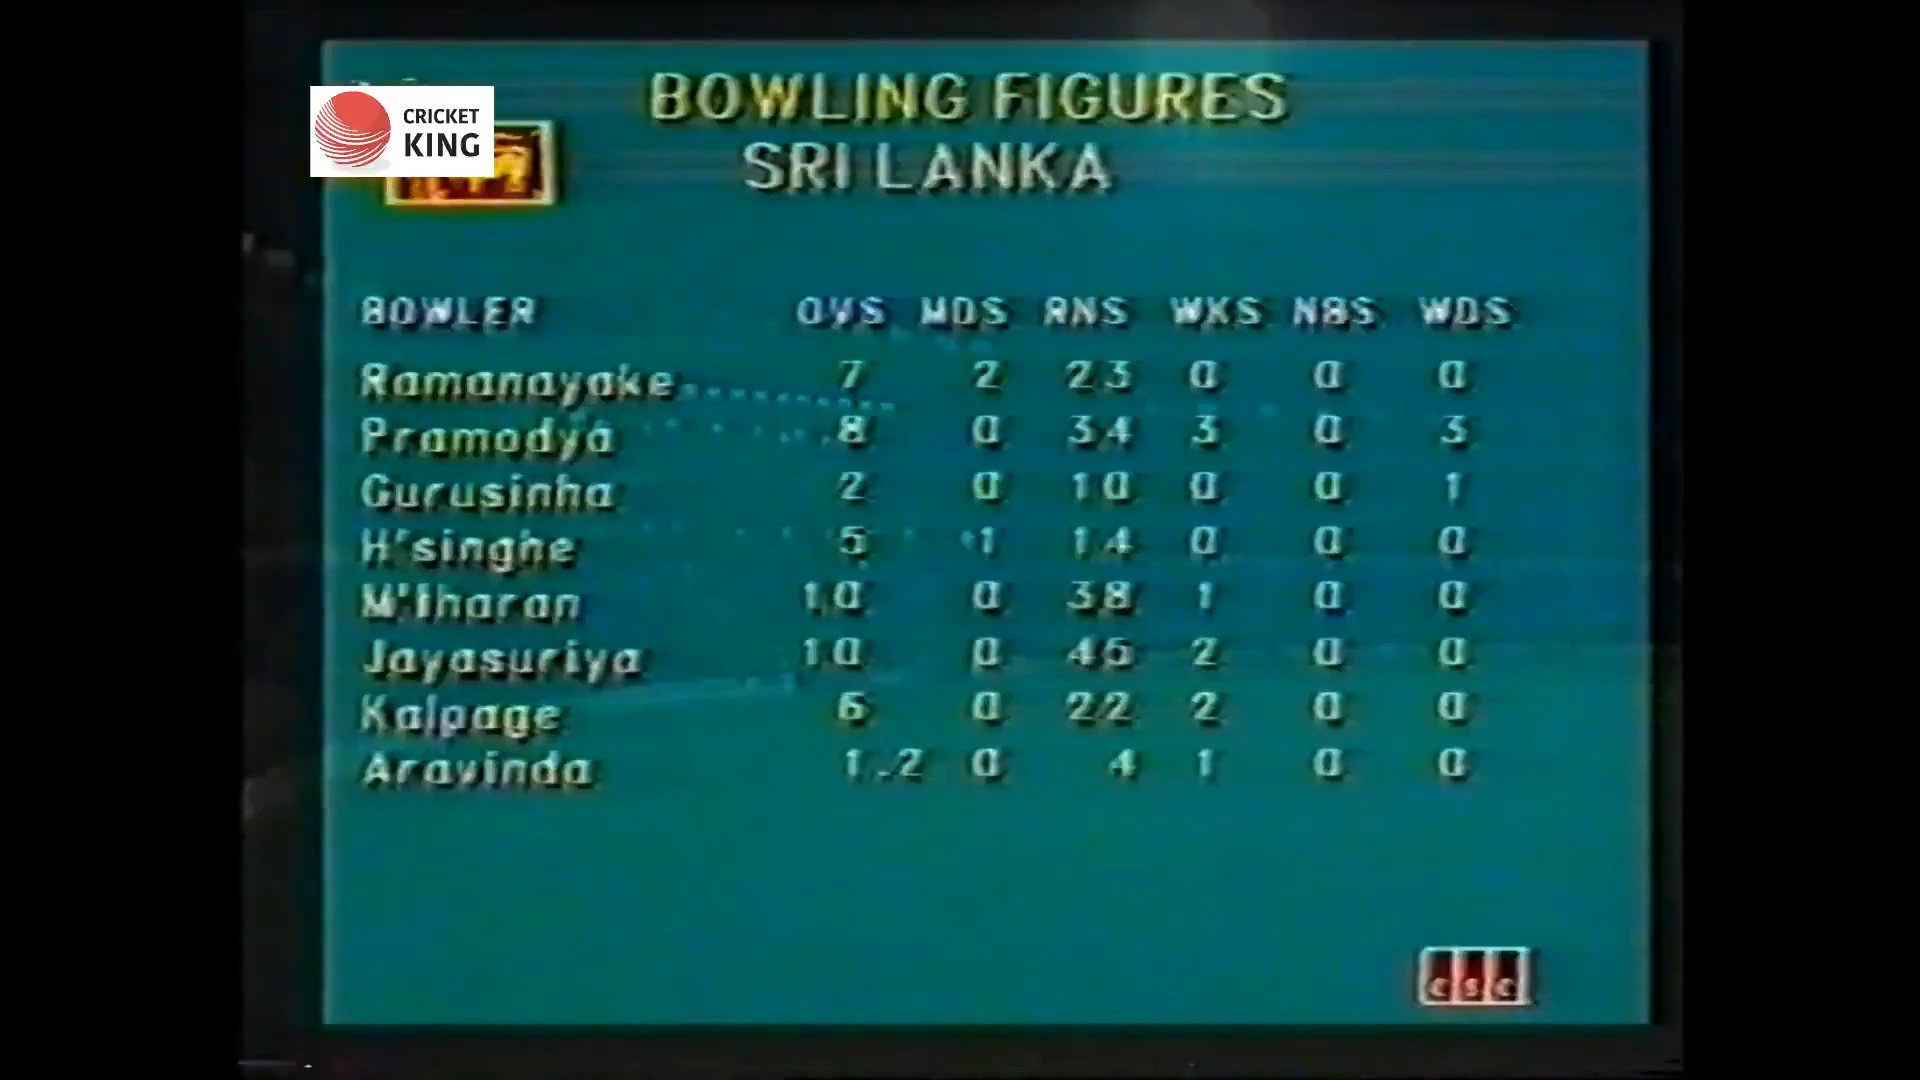 CRICKET
KING
BOWLING FIGURES
SRI LANKA
BOWLER OVS MDS RNS WKS NBS WDS
Ramanayake 7 2 23 0 0 0
Pramodya 8 0 34 3 0 3
Gurusinha 2 0 10 0 0 1
H'singhe 5 1 14 0 0 0
M'tharan 10 0 38 1 0 0
Jayasuriya 10 0 45 2 0 0
Kalpage 6 0 22 2 0 0
Aravinda 1.2 0 4 1 0 0
csc